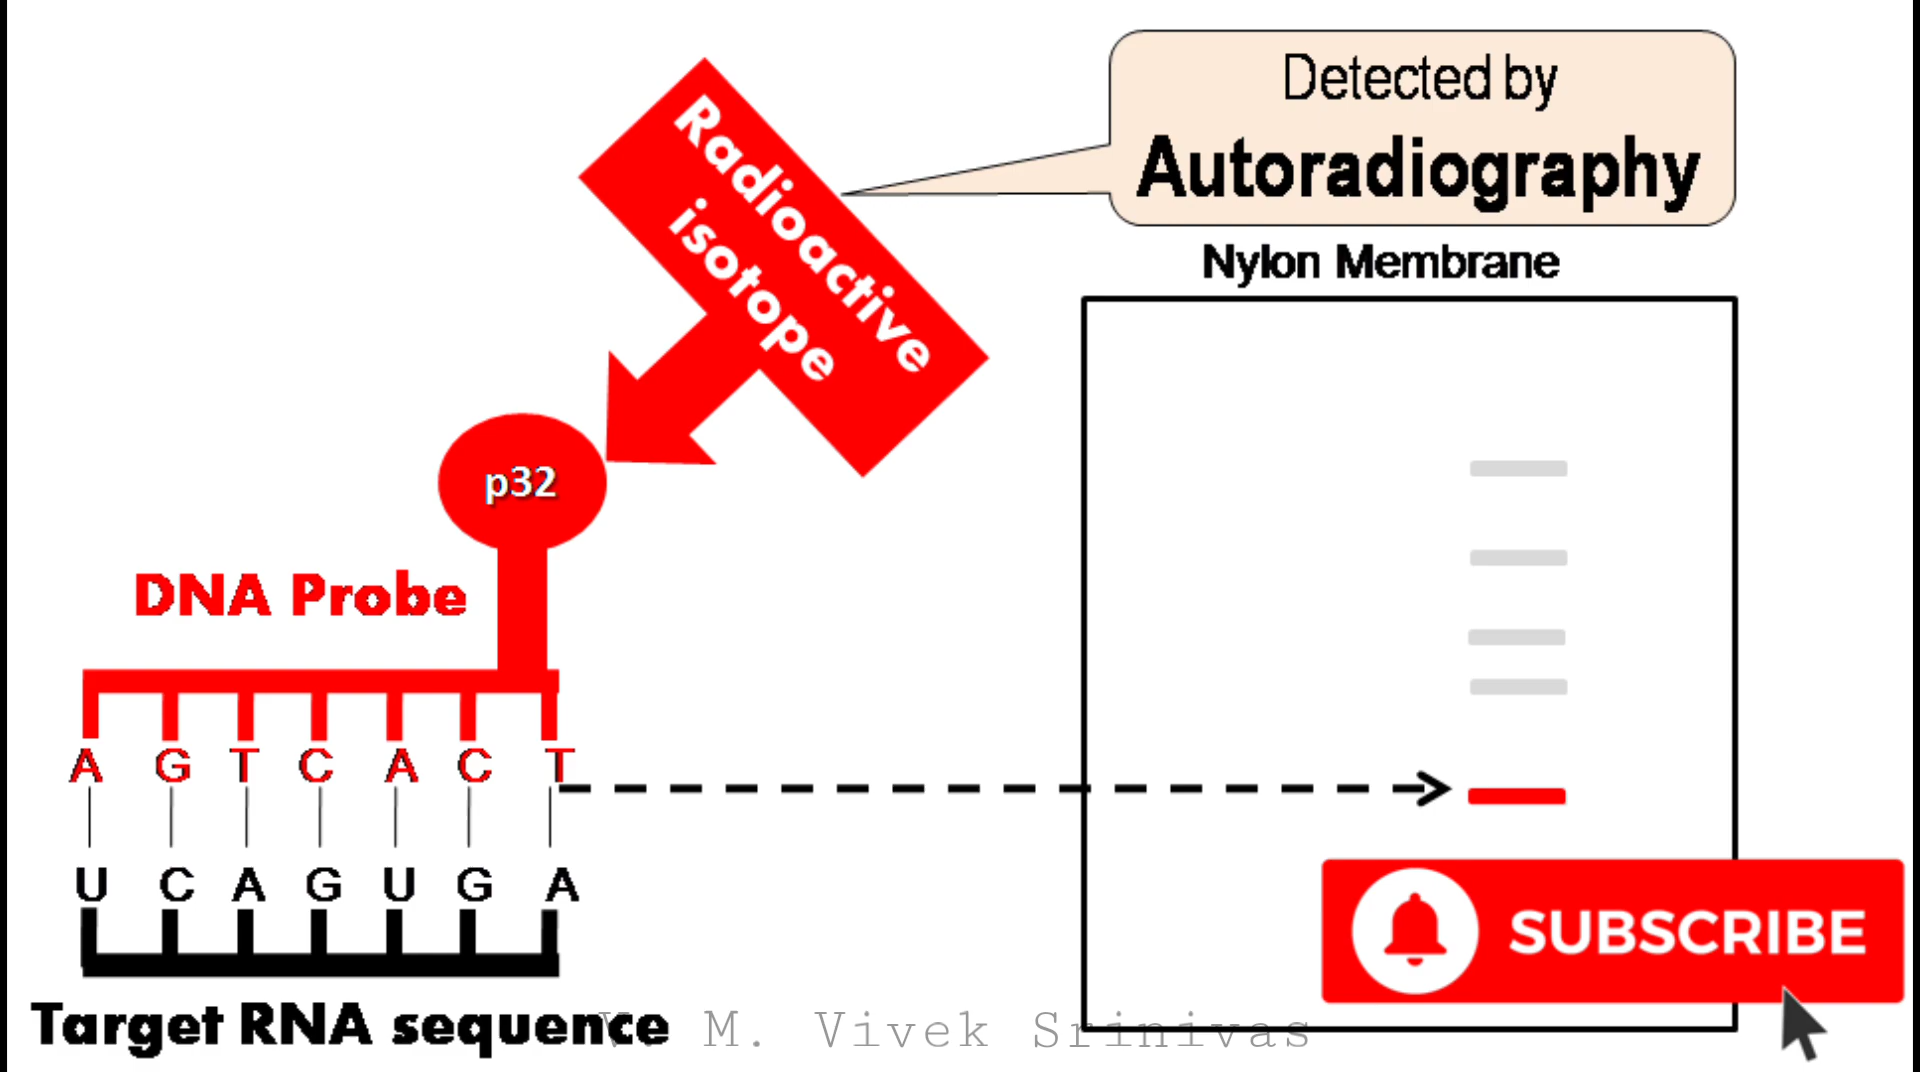 Detected by
Autoradiography
Radioactive
isotope
Nylon Membrane
p32
DNA Probe
A G T C A C T
U C A G U G A
SUBSCRIBE
Target RNA sequence
V. M. Vivek Srinivas